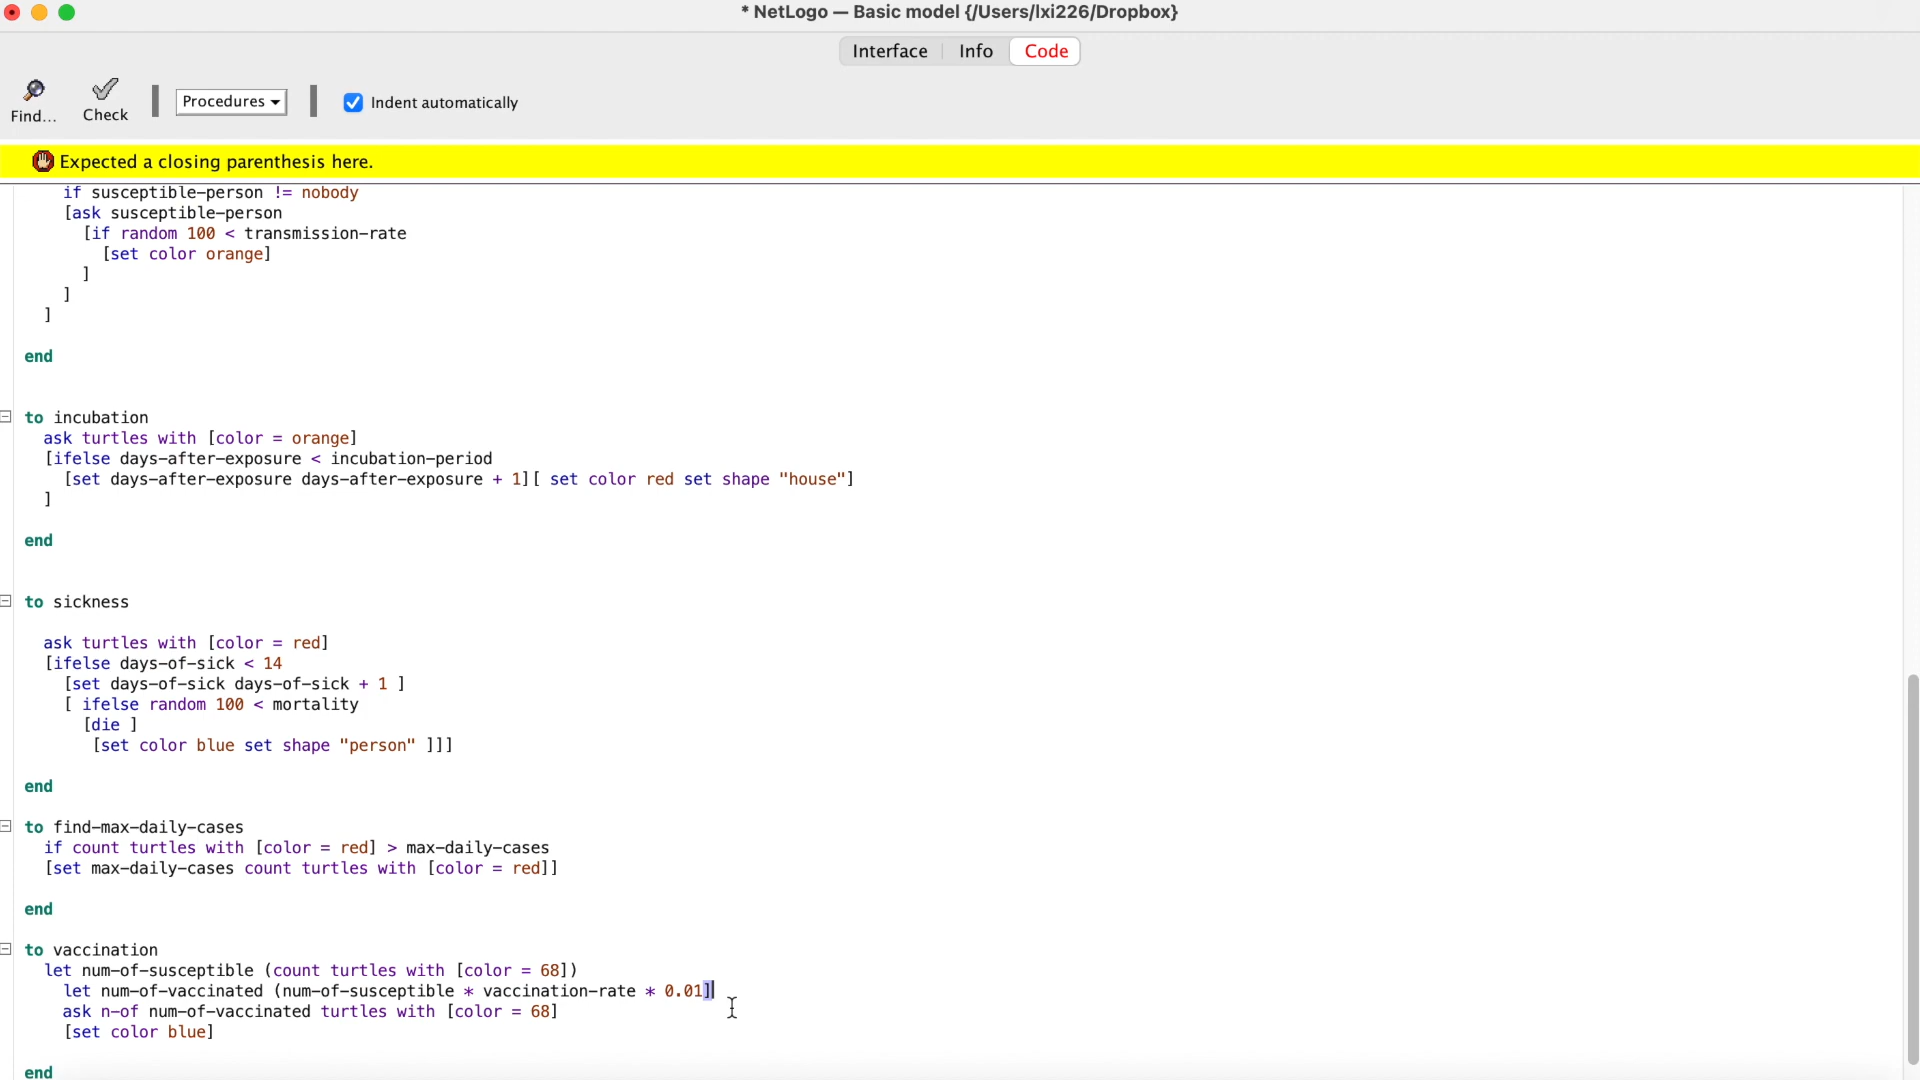 * NetLogo — Basic model {/Users/lxi226/Dropbox}
Interface Info Code
Find... Check Procedures Indent automatically
Expected a closing parenthesis here.
if susceptible-person != nobody
[ask susceptible-person
[if random 100 < transmission-rate
[set color orange]
]
]
]
end
to incubation
ask turtles with [color = orange]
[ifelse days-after-exposure < incubation-period
[set days-after-exposure days-after-exposure + 1][ set color red set shape "house"]
]
end
to sickness
ask turtles with [color = red]
[ifelse days-of-sick < 14
[set days-of-sick days-of-sick + 1 ]
[ ifelse random 100 < mortality
[die ]
[set color blue set shape "person" ]]]
end
to find-max-daily-cases
if count turtles with [color = red] > max-daily-cases
[set max-daily-cases count turtles with [color = red]]
end
to vaccination
let num-of-susceptible (count turtles with [color = 68])
let num-of-vaccinated (num-of-susceptible * vaccination-rate * 0.01]
ask n-of num-of-vaccinated turtles with [color = 68]
[set color blue]
end